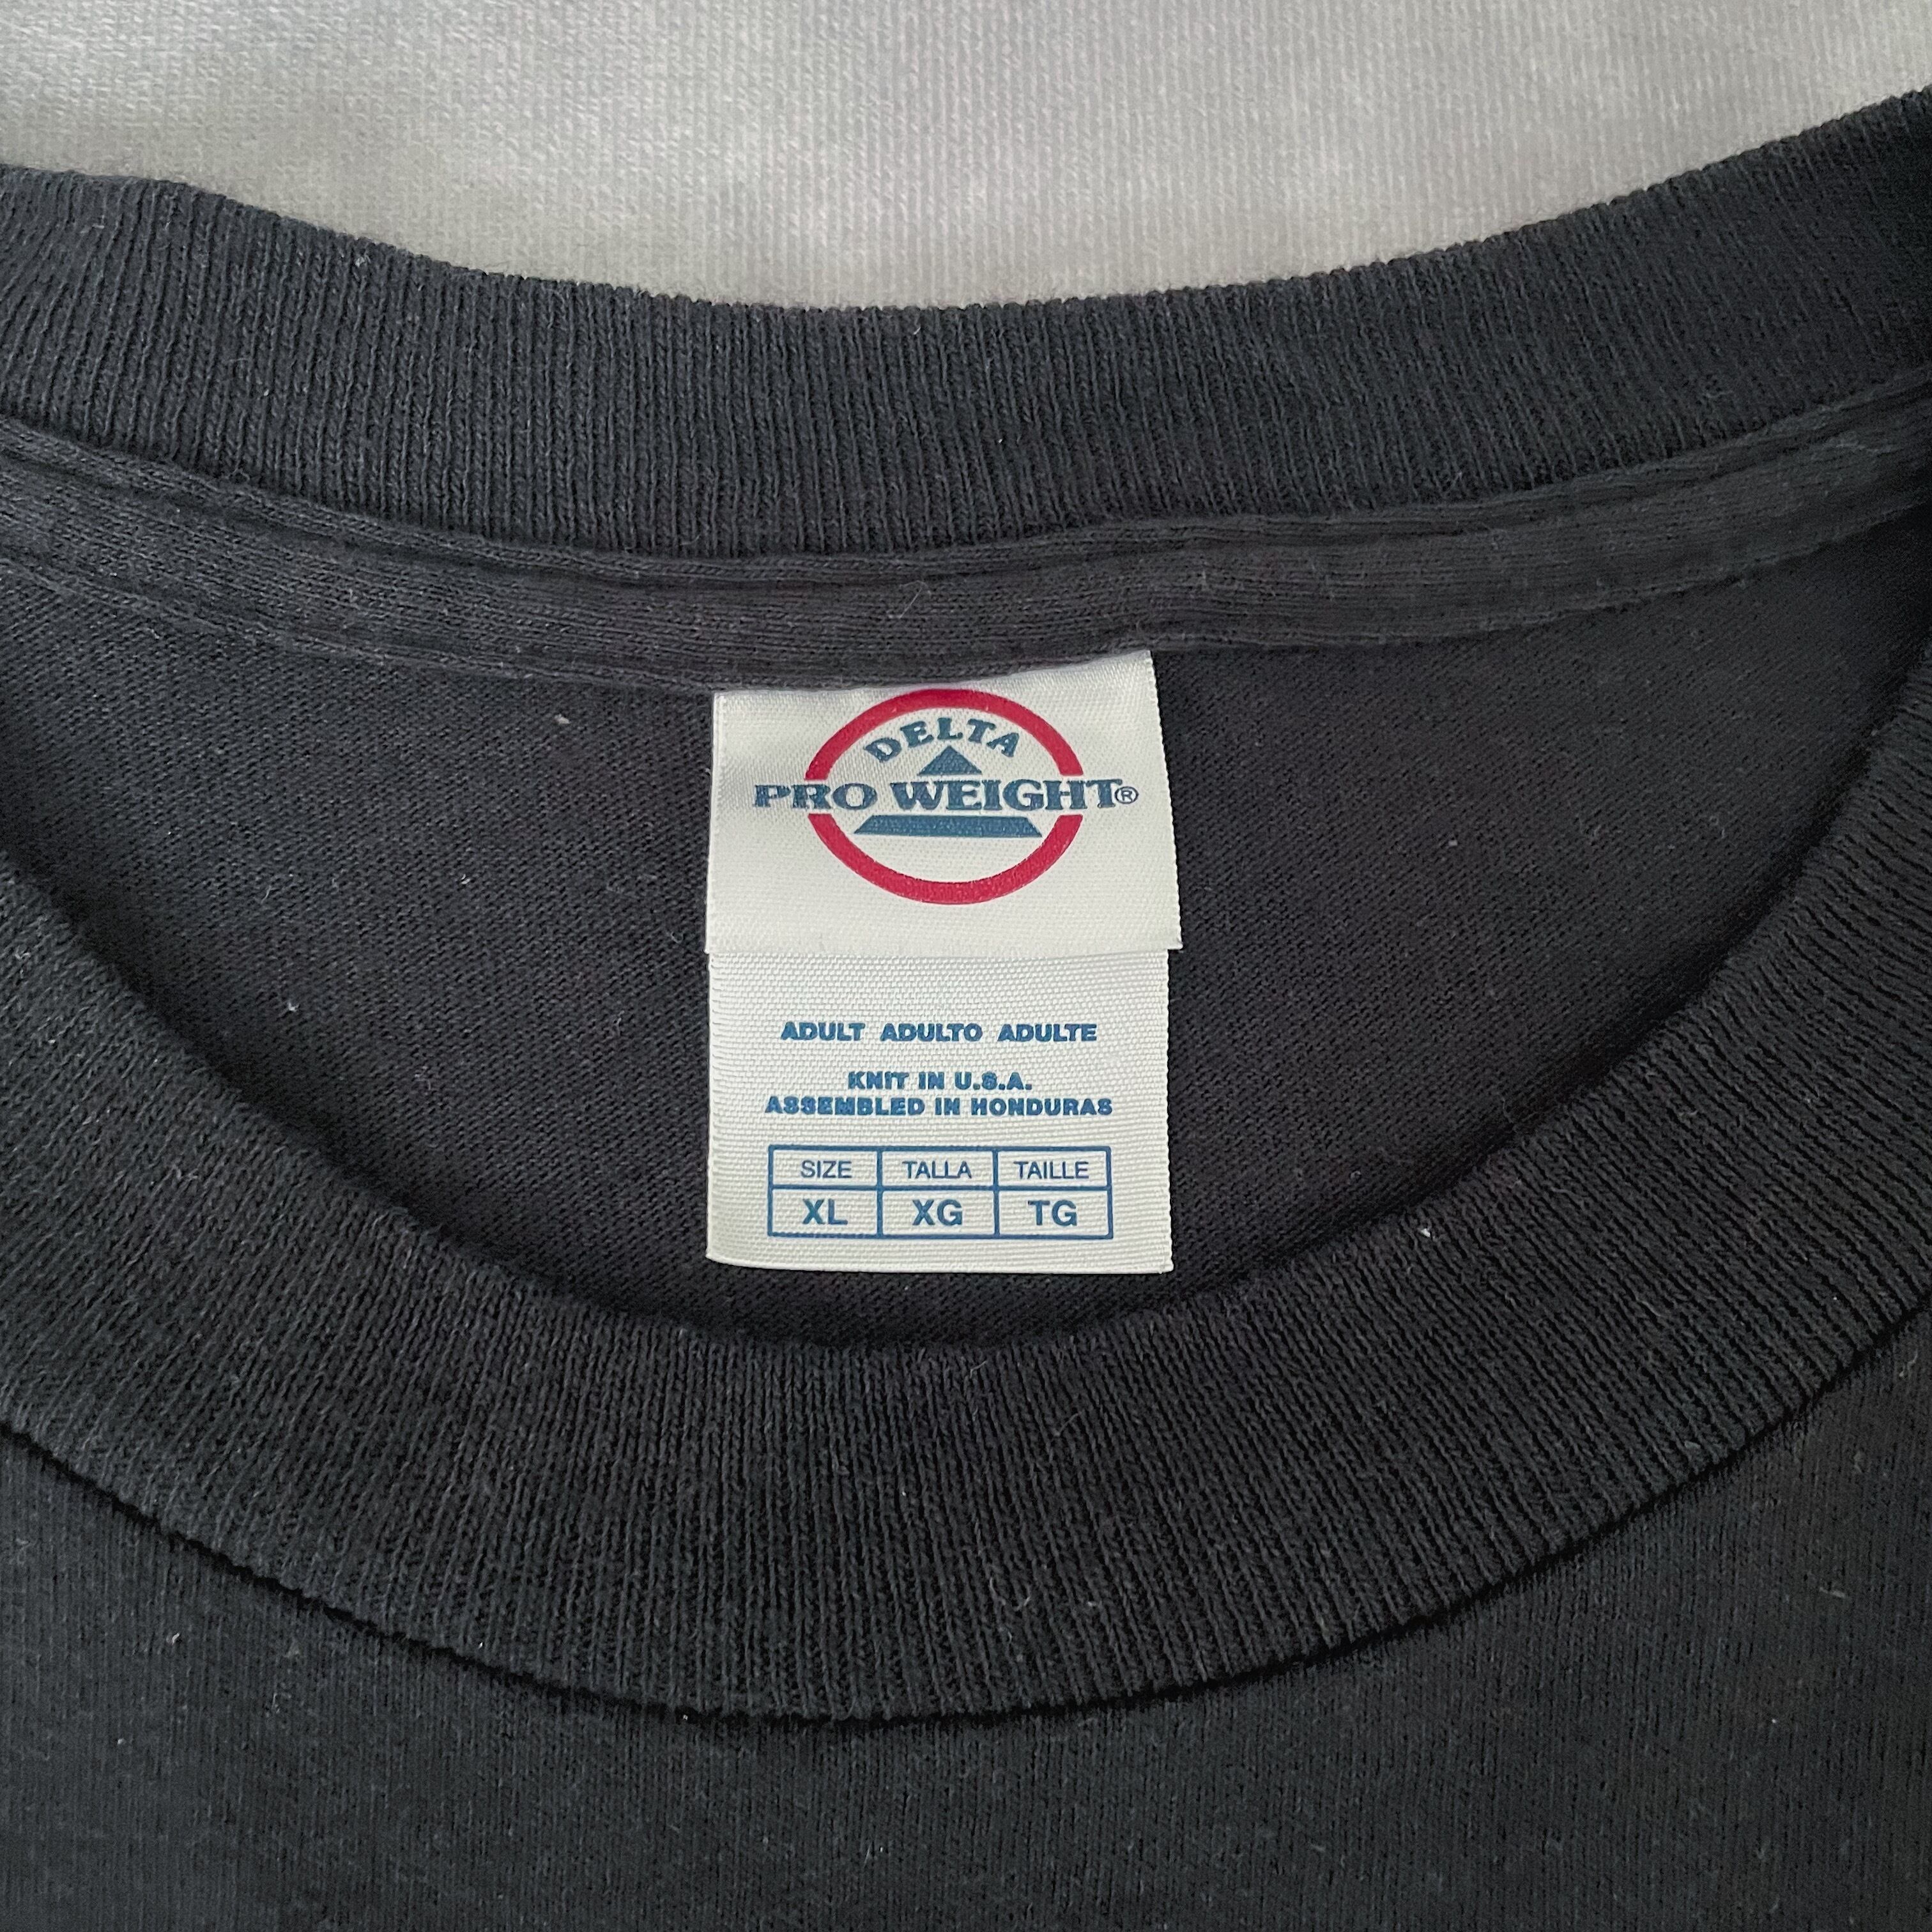 DELTA
PRO WEIGHT®
ADULT ADULTO ADULTE
KNIT IN U.S.A.
ASSEMBLED IN HONDURAS
SIZE TALLA TAILLE
XL XG TG